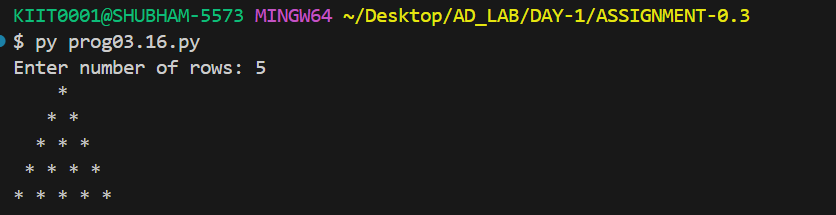 KIIT0001@SHUBHAM-5573 MINGW64 ~/Desktop/AD_LAB/DAY-1/ASSIGNMENT-0.3
$ py prog03.16.py
Enter number of rows: 5
    *
   * *
  * * *
 * * * *
* * * * *